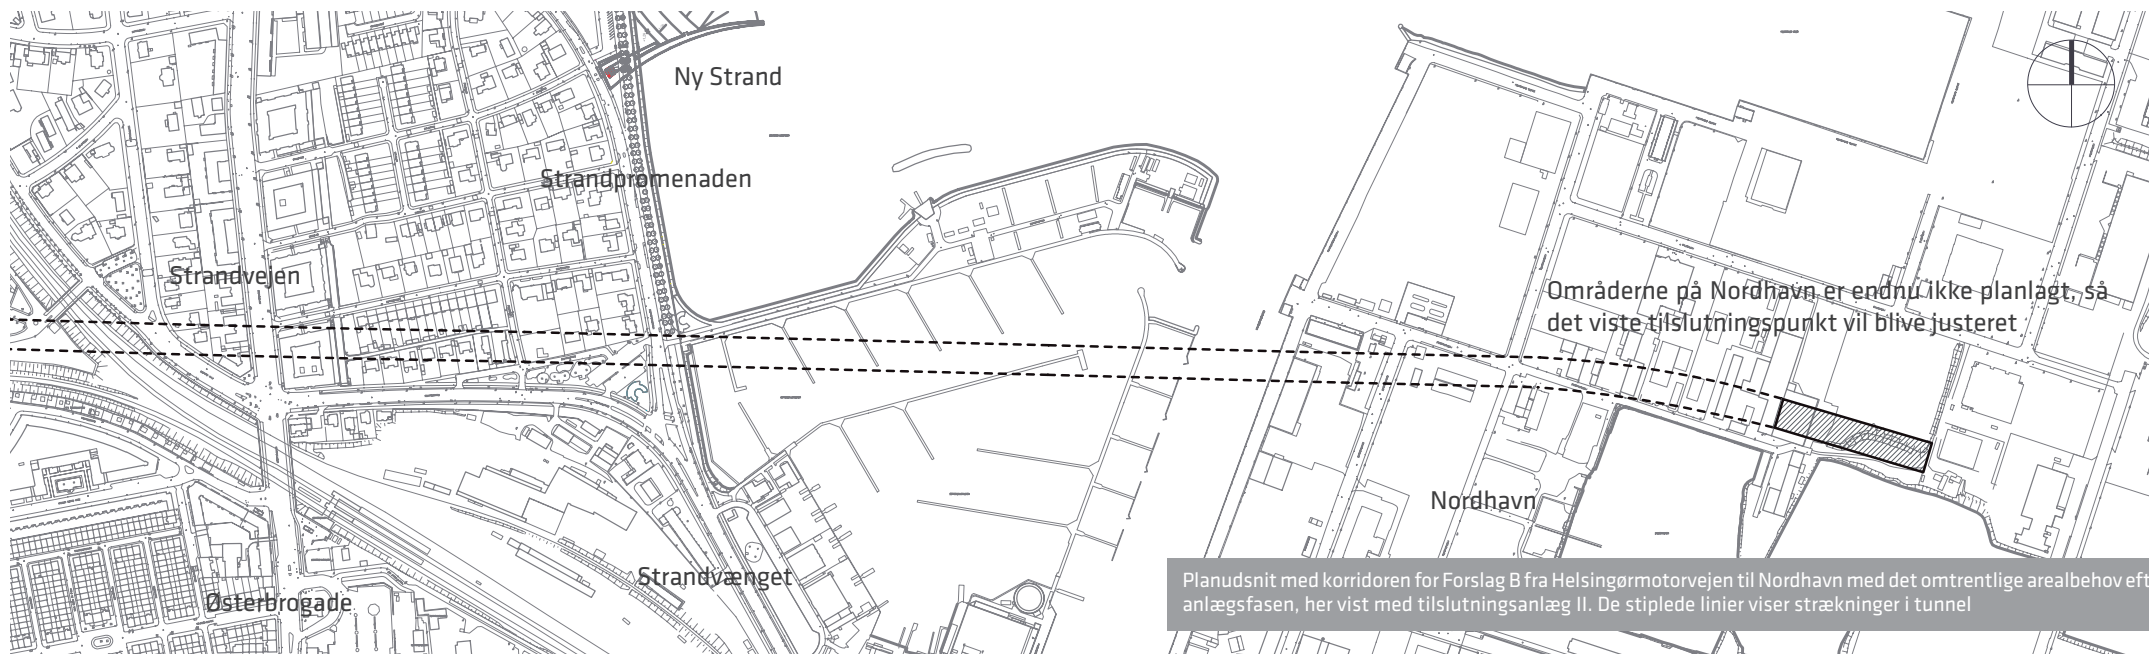 Ny Strand
Strandpromenaden
Strandvejen
Områderne på Nordhavn er endnu ikke planlagt, så
det viste tilslutningspunkt vil blive justeret
Nordhavn
Strandvænget
Østerbrogade
Planudsnit med korridoren for Forslag B fra Helsingørmotorvejen til Nordhavn med det omtrentlige arealbehov eft
anlægsfasen, her vist med tilslutningsanlæg II. De stiplede linier viser strækninger i tunnel